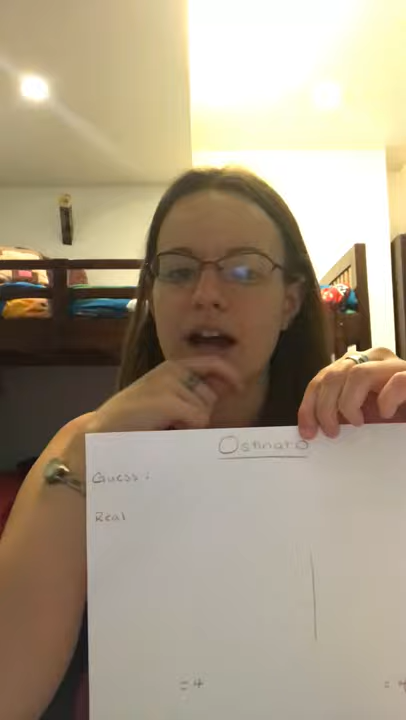 Ostinato
Guess:
Real
= 4 = 4